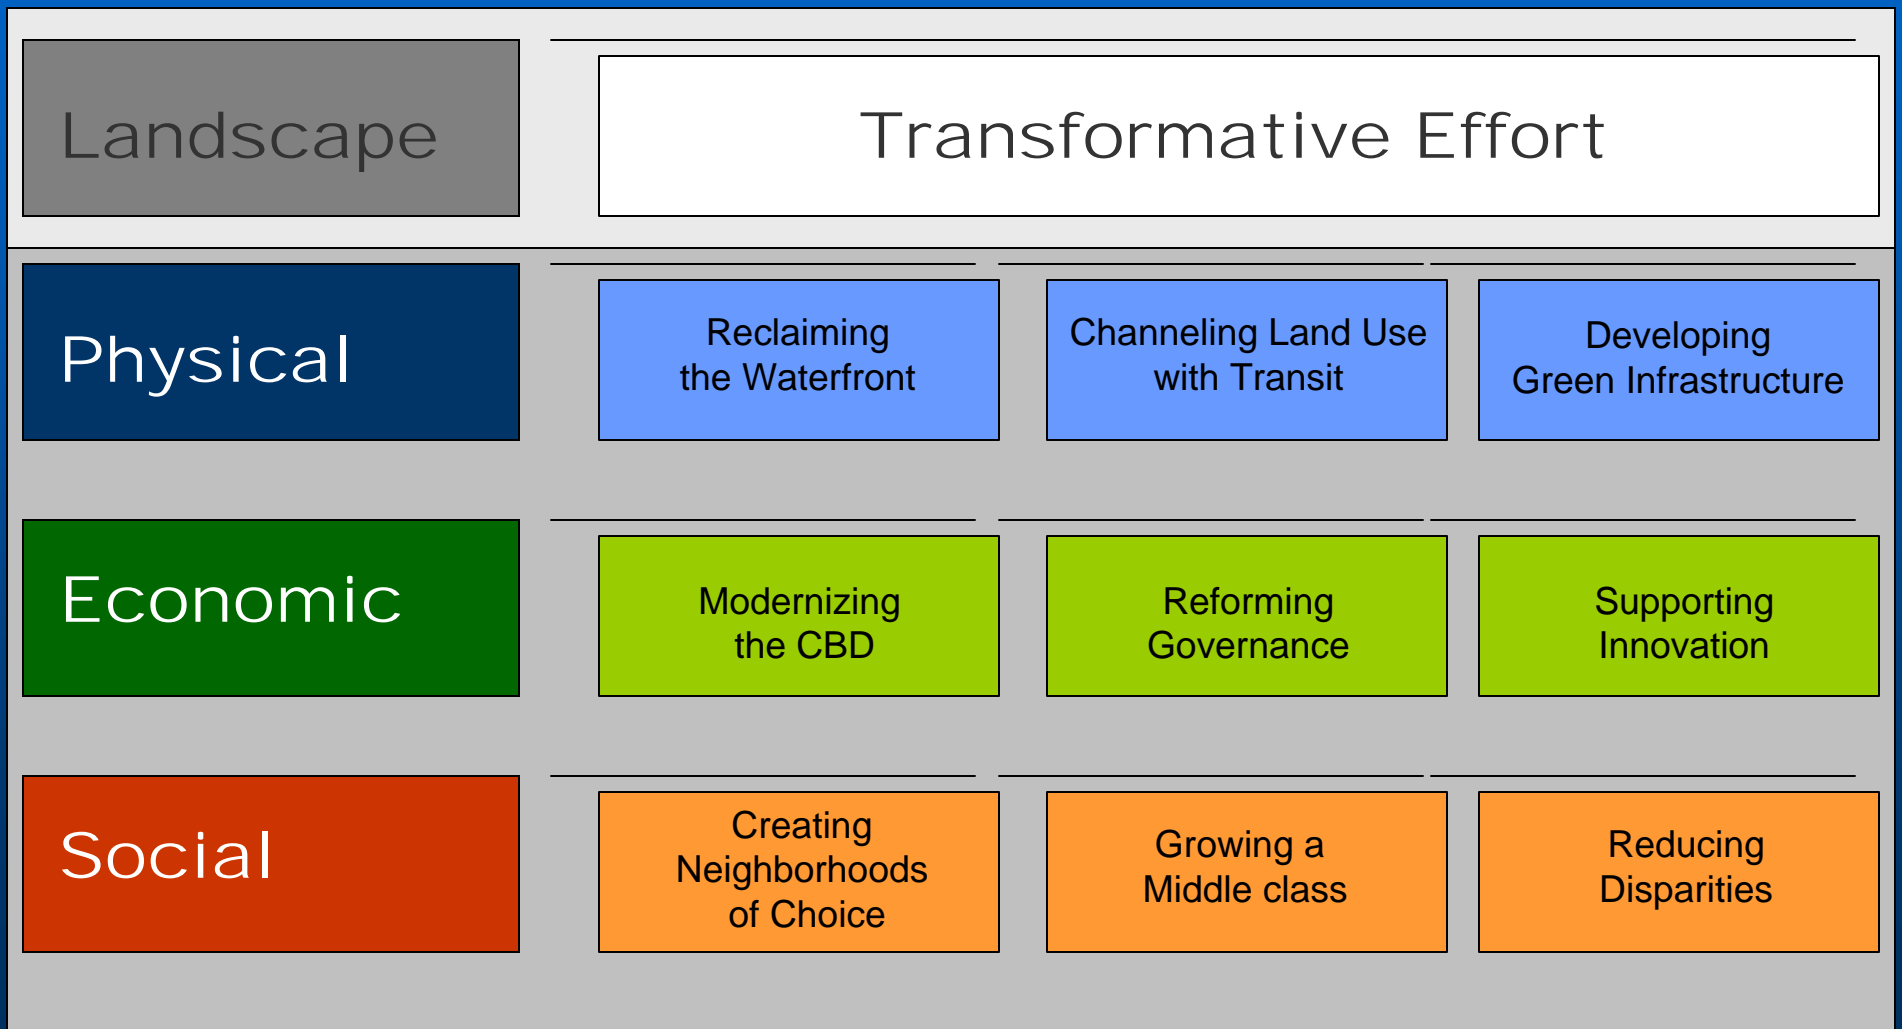 Landscape
Transformative Effort
Physical
Reclaiming
the Waterfront
Channeling Land Use
with Transit
Developing
Green Infrastructure
Economic
Modernizing
the CBD
Reforming
Governance
Supporting
Innovation
Social
Creating
Neighborhoods
of Choice
Growing a
Middle class
Reducing
Disparities